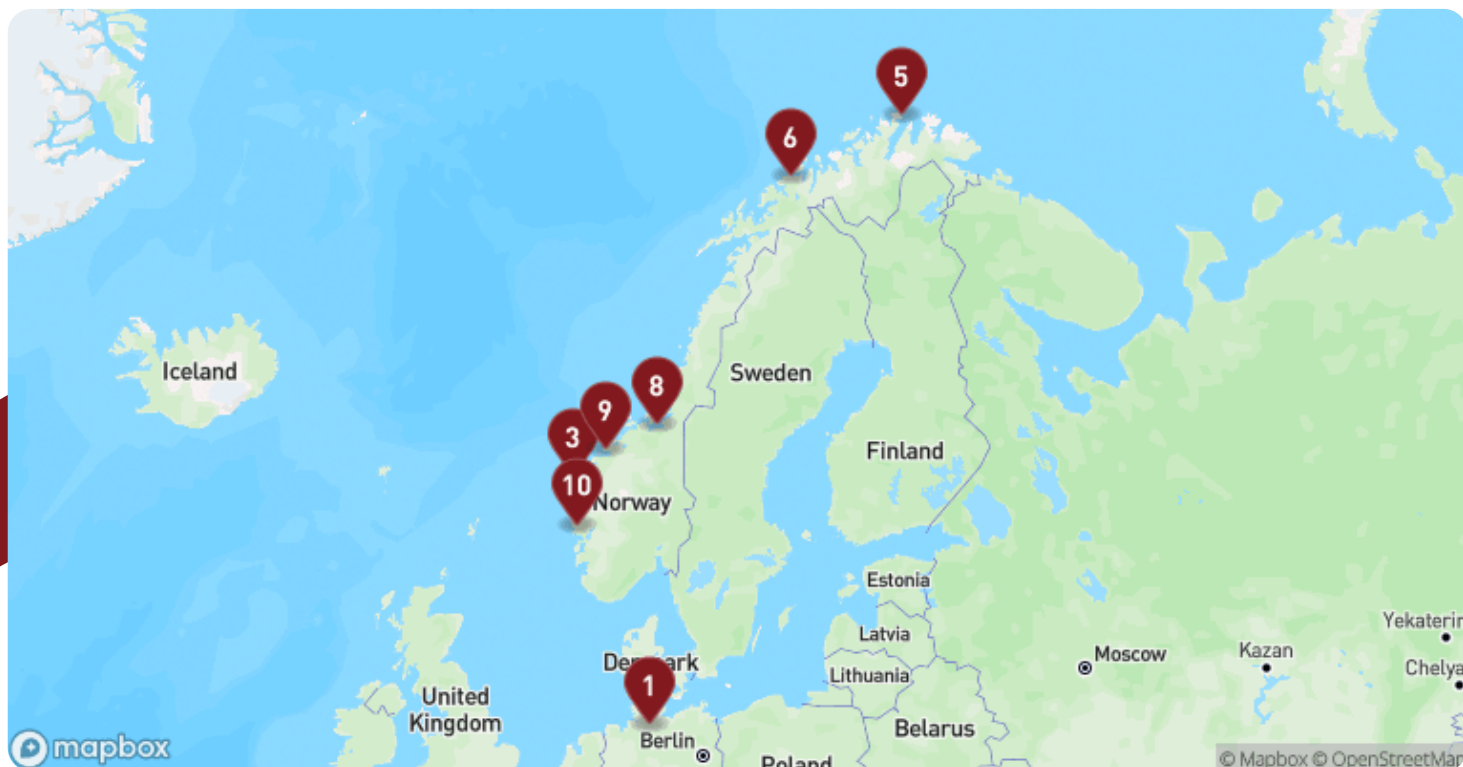 5
6
Iceland
Sweden
8
9
3
Finland
10
Norway
Estonia
Latvia
Denmark
Lithuania
Moscow
Kazan
Yekaterin
Chelya
1
United
Kingdom
Belarus
Berlin
Poland
mapbox
© Mapbox © OpenStreetMap